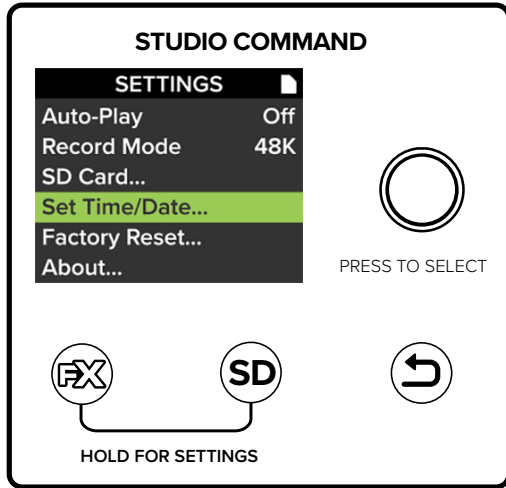 STUDIO COMMAND
SETTINGS
Auto-Play Off
Record Mode 48K
SD Card...
Set Time/Date...
Factory Reset...
About...
PRESS TO SELECT
FX SD
HOLD FOR SETTINGS